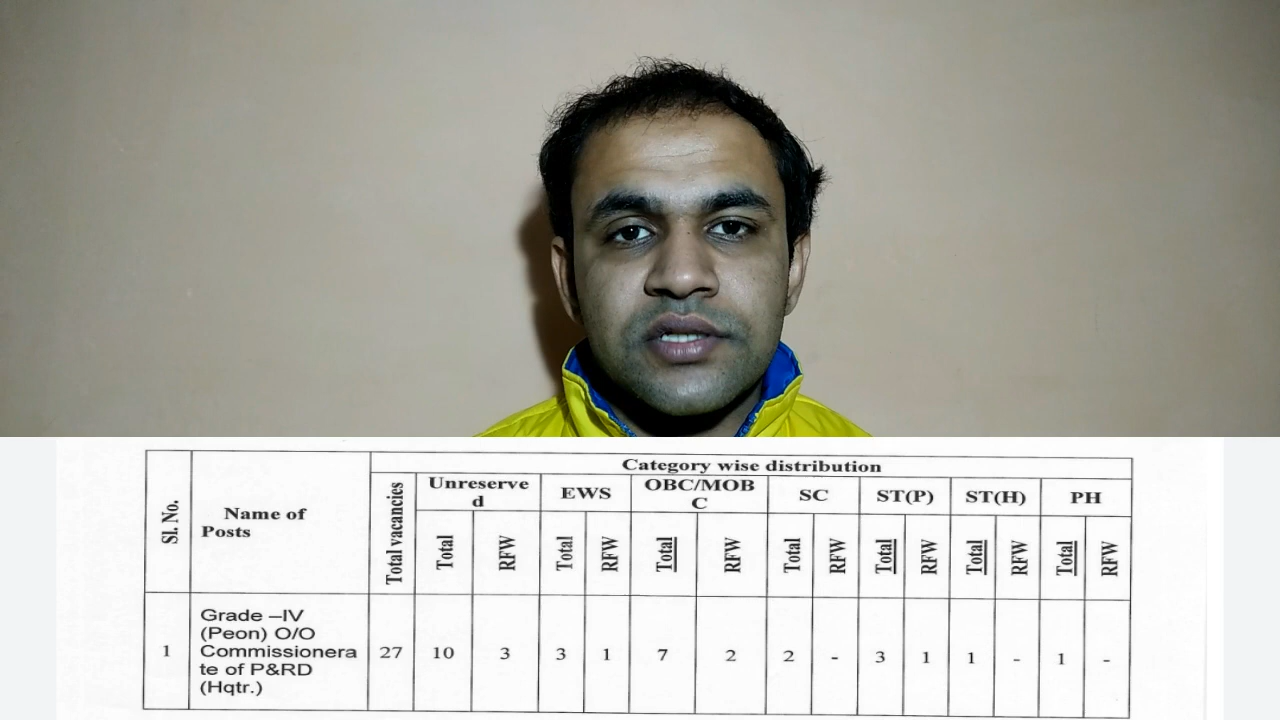 Sl. No.
Name of
Posts
Total vacancies
Category wise distribution
Unreserve
d
EWS
OBC/MOB
C
SC
ST(P)
ST(H)
PH
Total RFW Total RFW Total RFW Total RFW Total RFW Total RFW Total RFW
1
Grade –IV
(Peon) O/O
Commissionera
te of P&RD
(Hqtr.)
27 10 3 3 1 7 2 2 - 3 1 1 - 1 -